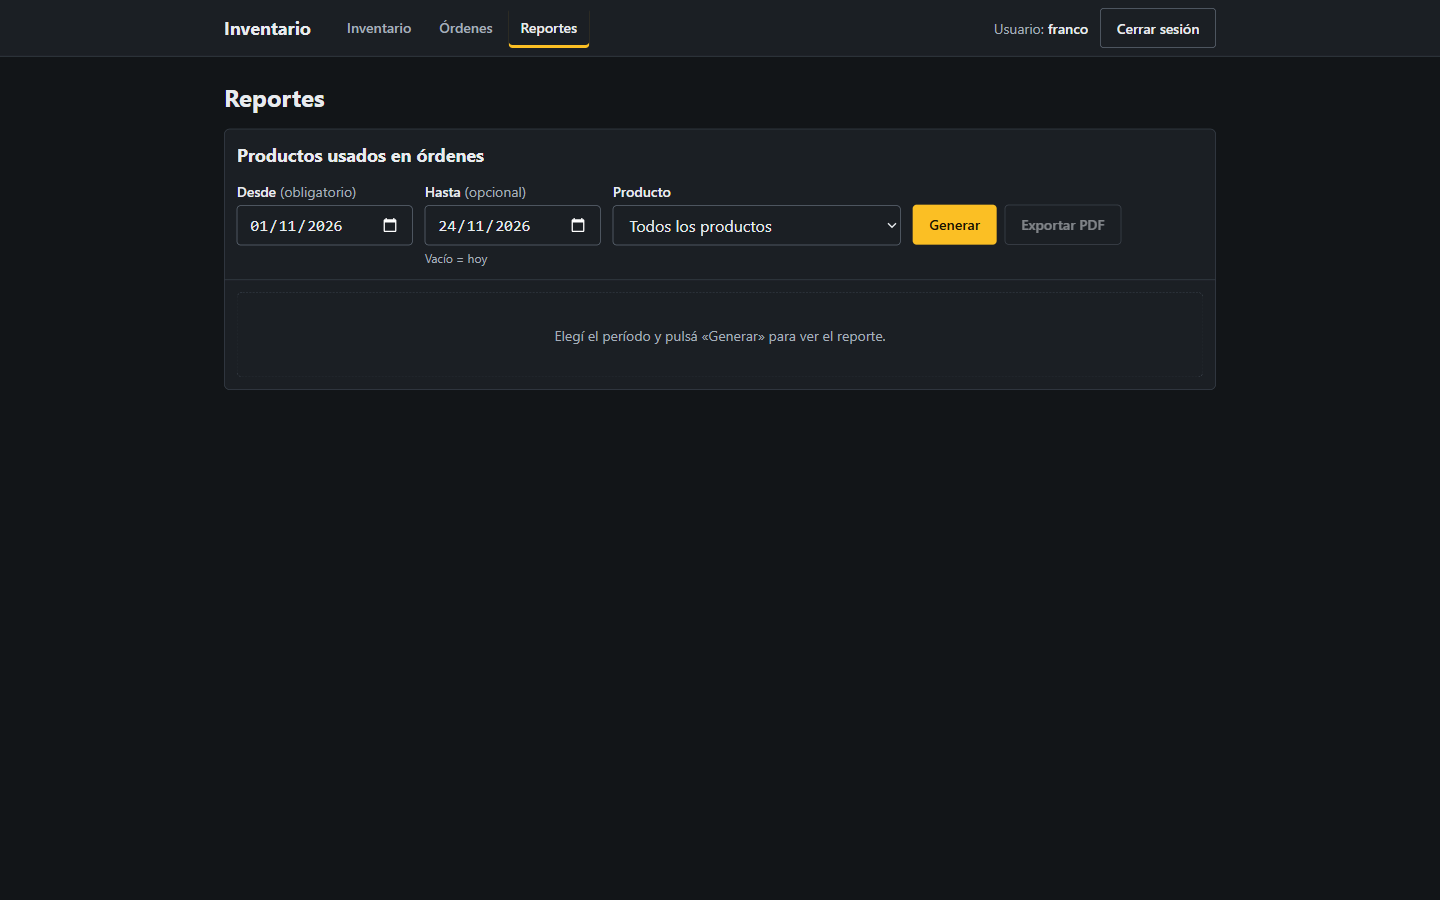 Inventario Inventario Órdenes Reportes Usuario: franco Cerrar sesión
Reportes
Productos usados en órdenes
Desde (obligatorio) Hasta (opcional) Producto
01/11/2026 24/11/2026 Todos los productos Generar Exportar PDF
Vacío = hoy
Elegí el período y pulsá «Generar» para ver el reporte.